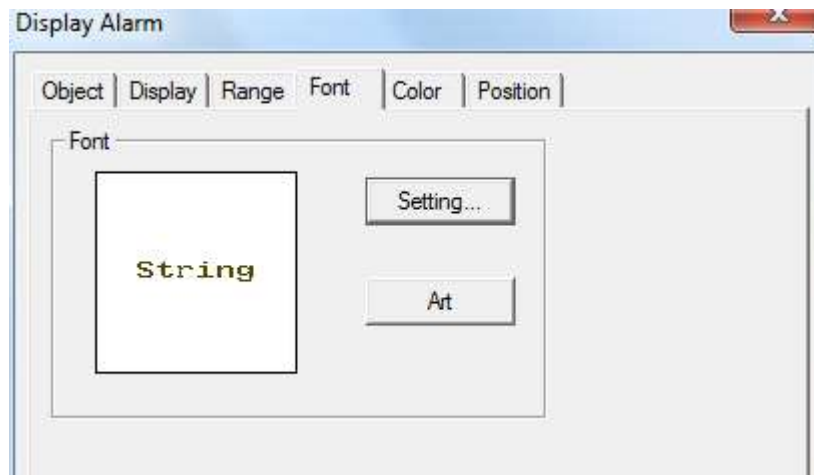 Display Alarm
Object Display Range Font Color Position
Font
Setting...
String
Art